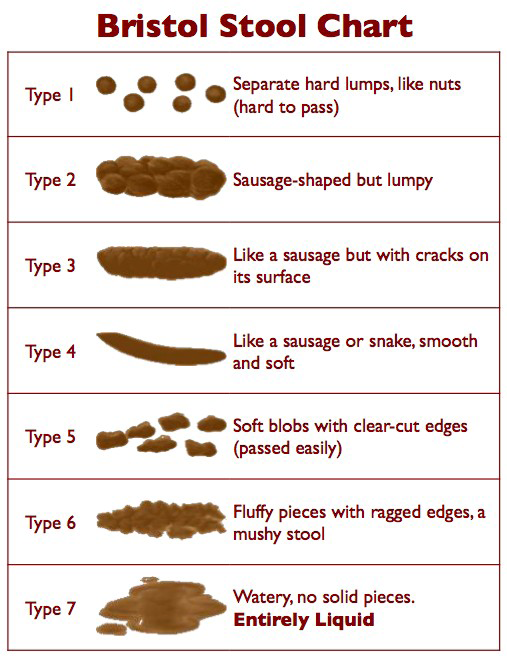 Bristol Stool Chart
Type 1
Separate hard lumps, like nuts
(hard to pass)
Type 2
Sausage-shaped but lumpy
Type 3
Like a sausage but with cracks on
its surface
Type 4
Like a sausage or snake, smooth
and soft
Type 5
Soft blobs with clear-cut edges
(passed easily)
Type 6
Fluffy pieces with ragged edges, a
mushy stool
Type 7
Watery, no solid pieces.
Entirely Liquid